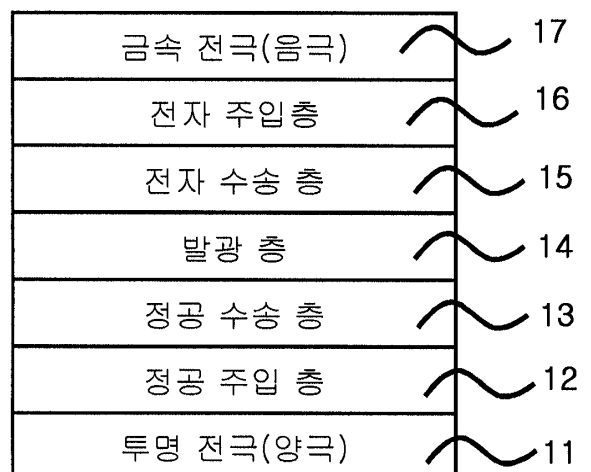 금속 전극(음극) 17
전자 주입층 16
전자 수송 층 15
발광 층 14
정공 수송 층 13
정공 주입 층 12
투명 전극(양극) 11